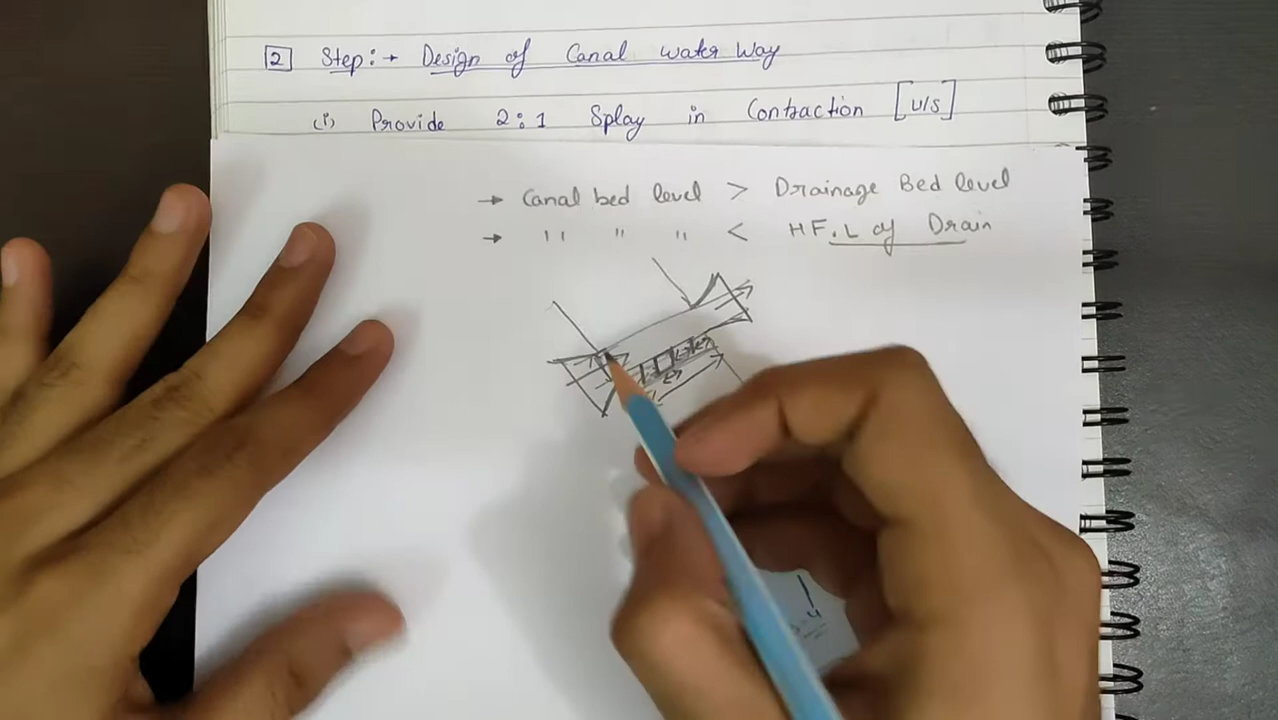 2 Step:→ Design of Canal water Way
(i) Provide 2:1 Splay in Contraction [u/s]
→ Canal bed level > Drainage Bed level
→ " " " < H.F.L of Drain